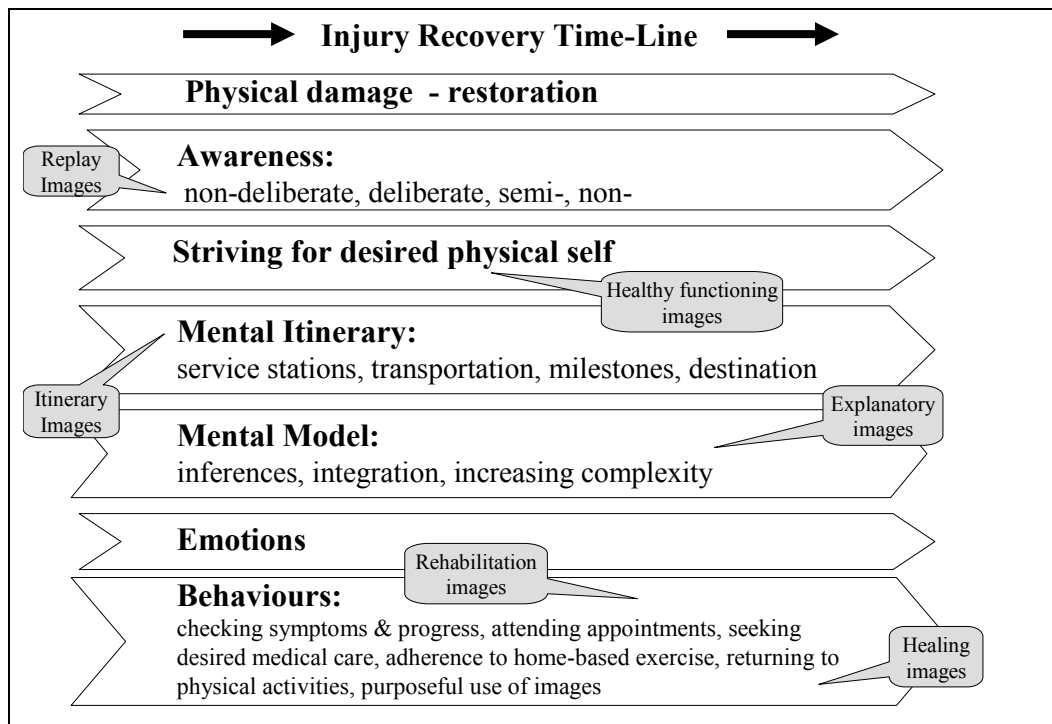 Injury Recovery Time-Line
Physical damage - restoration
Awareness:
non-deliberate, deliberate, semi-, non-
Replay
Images
Striving for desired physical self
Healthy functioning
images
Mental Itinerary:
service stations, transportation, milestones, destination
Itinerary
Images
Explanatory
images
Mental Model:
inferences, integration, increasing complexity
Emotions
Rehabilitation
images
Behaviours:
checking symptoms & progress, attending appointments, seeking
desired medical care, adherence to home-based exercise, returning to
physical activities, purposeful use of images
Healing
images